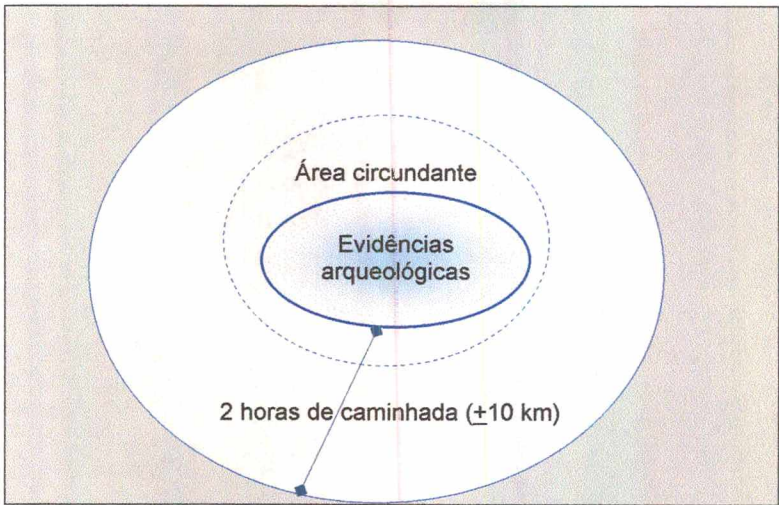 Área circundante
Evidências
arqueológicas
2 horas de caminhada (±10 km)